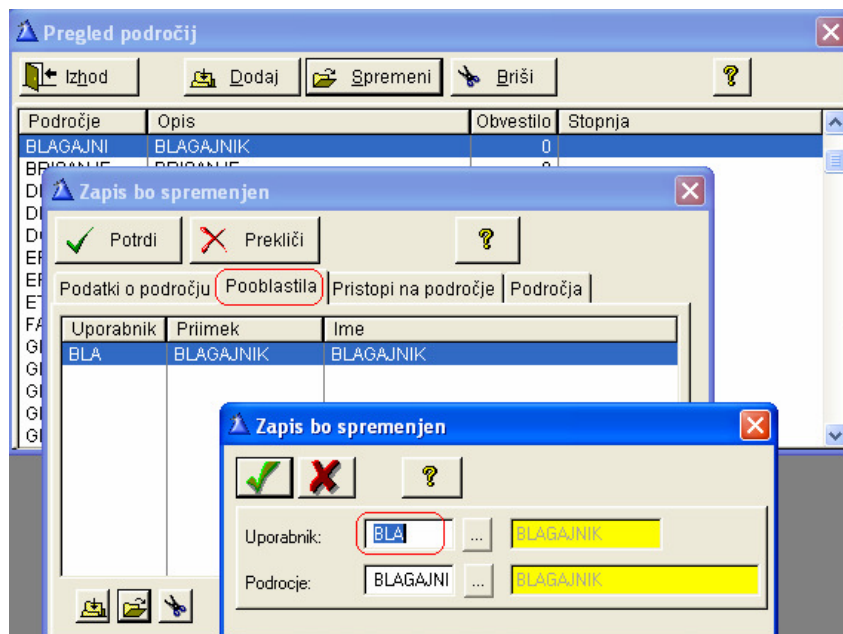 Pregled področij
Izhod Dodaj Spremeni Briši
Področje Opis Obvestilo Stopnja
BLAGAJNI BLAGAJNIK 0
Zapis bo spremenjen
Potrdi Prekliči
Podatki o področju Pooblastila Pristopi na področje Področja
Uporabnik Priimek Ime
BLA BLAGAJNIK BLAGAJNIK
Zapis bo spremenjen
Uporabnik: BLA ... BLAGAJNIK
Podrocje: BLAGAJNI ... BLAGAJNIK